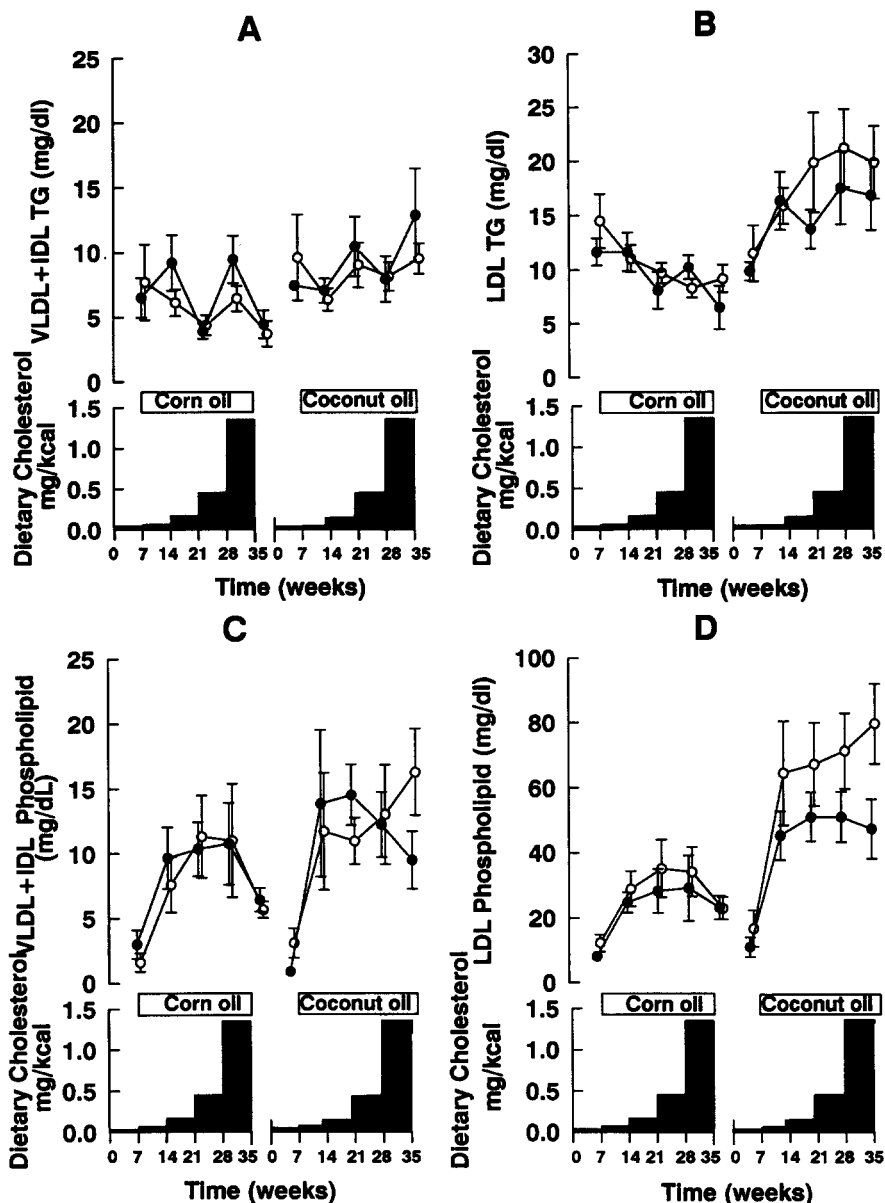 A
25
20
15
10
5
0
VLDL+IDL TG (mg/dl)
Corn oil
Coconut oil
1.5
1.0
0.5
0.0
Dietary Cholesterol
mg/kcal
0 7 14 21 28 35
0 7 14 21 28 35
Time (weeks)
B
30
25
20
15
10
5
0
LDL TG (mg/dl)
Corn oil
Coconut oil
1.5
1.0
0.5
0.0
Dietary Cholesterol
mg/kcal
0 7 14 21 28 35
0 7 14 21 28 35
Time (weeks)
C
25
20
15
10
5
0
VLDL+IDL Phospholipid
(mg/dL)
Corn oil
Coconut oil
1.5
1.0
0.5
0.0
Dietary Cholesterol
mg/kcal
0 7 14 21 28 35
0 7 14 21 28 35
Time (weeks)
D
100
80
60
40
20
0
LDL Phospholipid (mg/dl)
Corn oil
Coconut oil
1.5
1.0
0.5
0.0
Dietary Cholesterol
mg/kcal
0 7 14 21 28 35
0 7 14 21 28 35
Time (weeks)